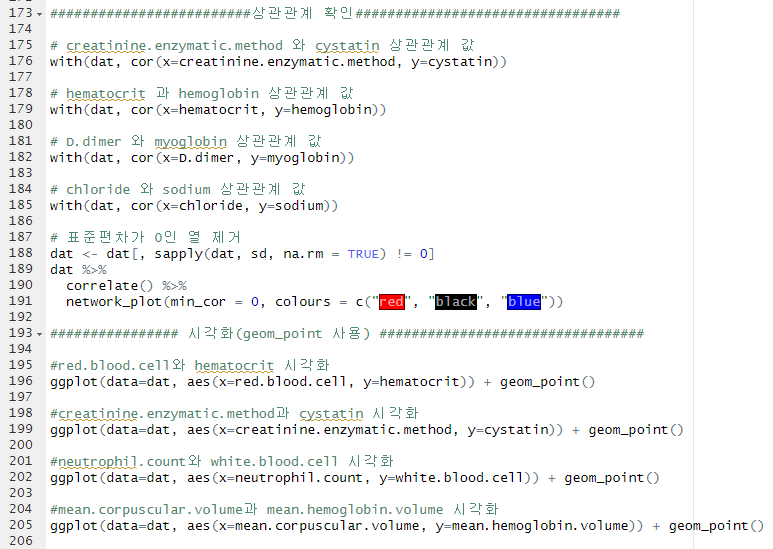 173 #########################상관관계 확인#################################
174
175 # creatinine.enzymatic.method 와 cystatin 상관관계 값
176 with(dat, cor(x=creatinine.enzymatic.method, y=cystatin))
177
178 # hematocrit 과 hemoglobin 상관관계 값
179 with(dat, cor(x=hematocrit, y=hemoglobin))
180
181 # D.dimer 와 myoglobin 상관관계 값
182 with(dat, cor(x=D.dimer, y=myoglobin))
183
184 # chloride 와 sodium 상관관계 값
185 with(dat, cor(x=chloride, y=sodium))
186
187 # 표준편차가 0인 열 제거
188 dat <- dat[, sapply(dat, sd, na.rm = TRUE) != 0]
189 dat %>%
190   correlate() %>%
191   network_plot(min_cor = 0, colours = c("red", "black", "blue"))
192
193 ################ 시각화(geom_point 사용) #################################
194
195 #red.blood.cell와 hematocrit 시각화
196 ggplot(data=dat, aes(x=red.blood.cell, y=hematocrit)) + geom_point()
197
198 #creatinine.enzymatic.method과 cystatin 시각화
199 ggplot(data=dat, aes(x=creatinine.enzymatic.method, y=cystatin)) + geom_point()
200
201 #neutrophil.count와 white.blood.cell 시각화
202 ggplot(data=dat, aes(x=neutrophil.count, y=white.blood.cell)) + geom_point()
203
204 #mean.corpuscular.volume과 mean.hemoglobin.volume 시각화
205 ggplot(data=dat, aes(x=mean.corpuscular.volume, y=mean.hemoglobin.volume)) + geom_point()
206